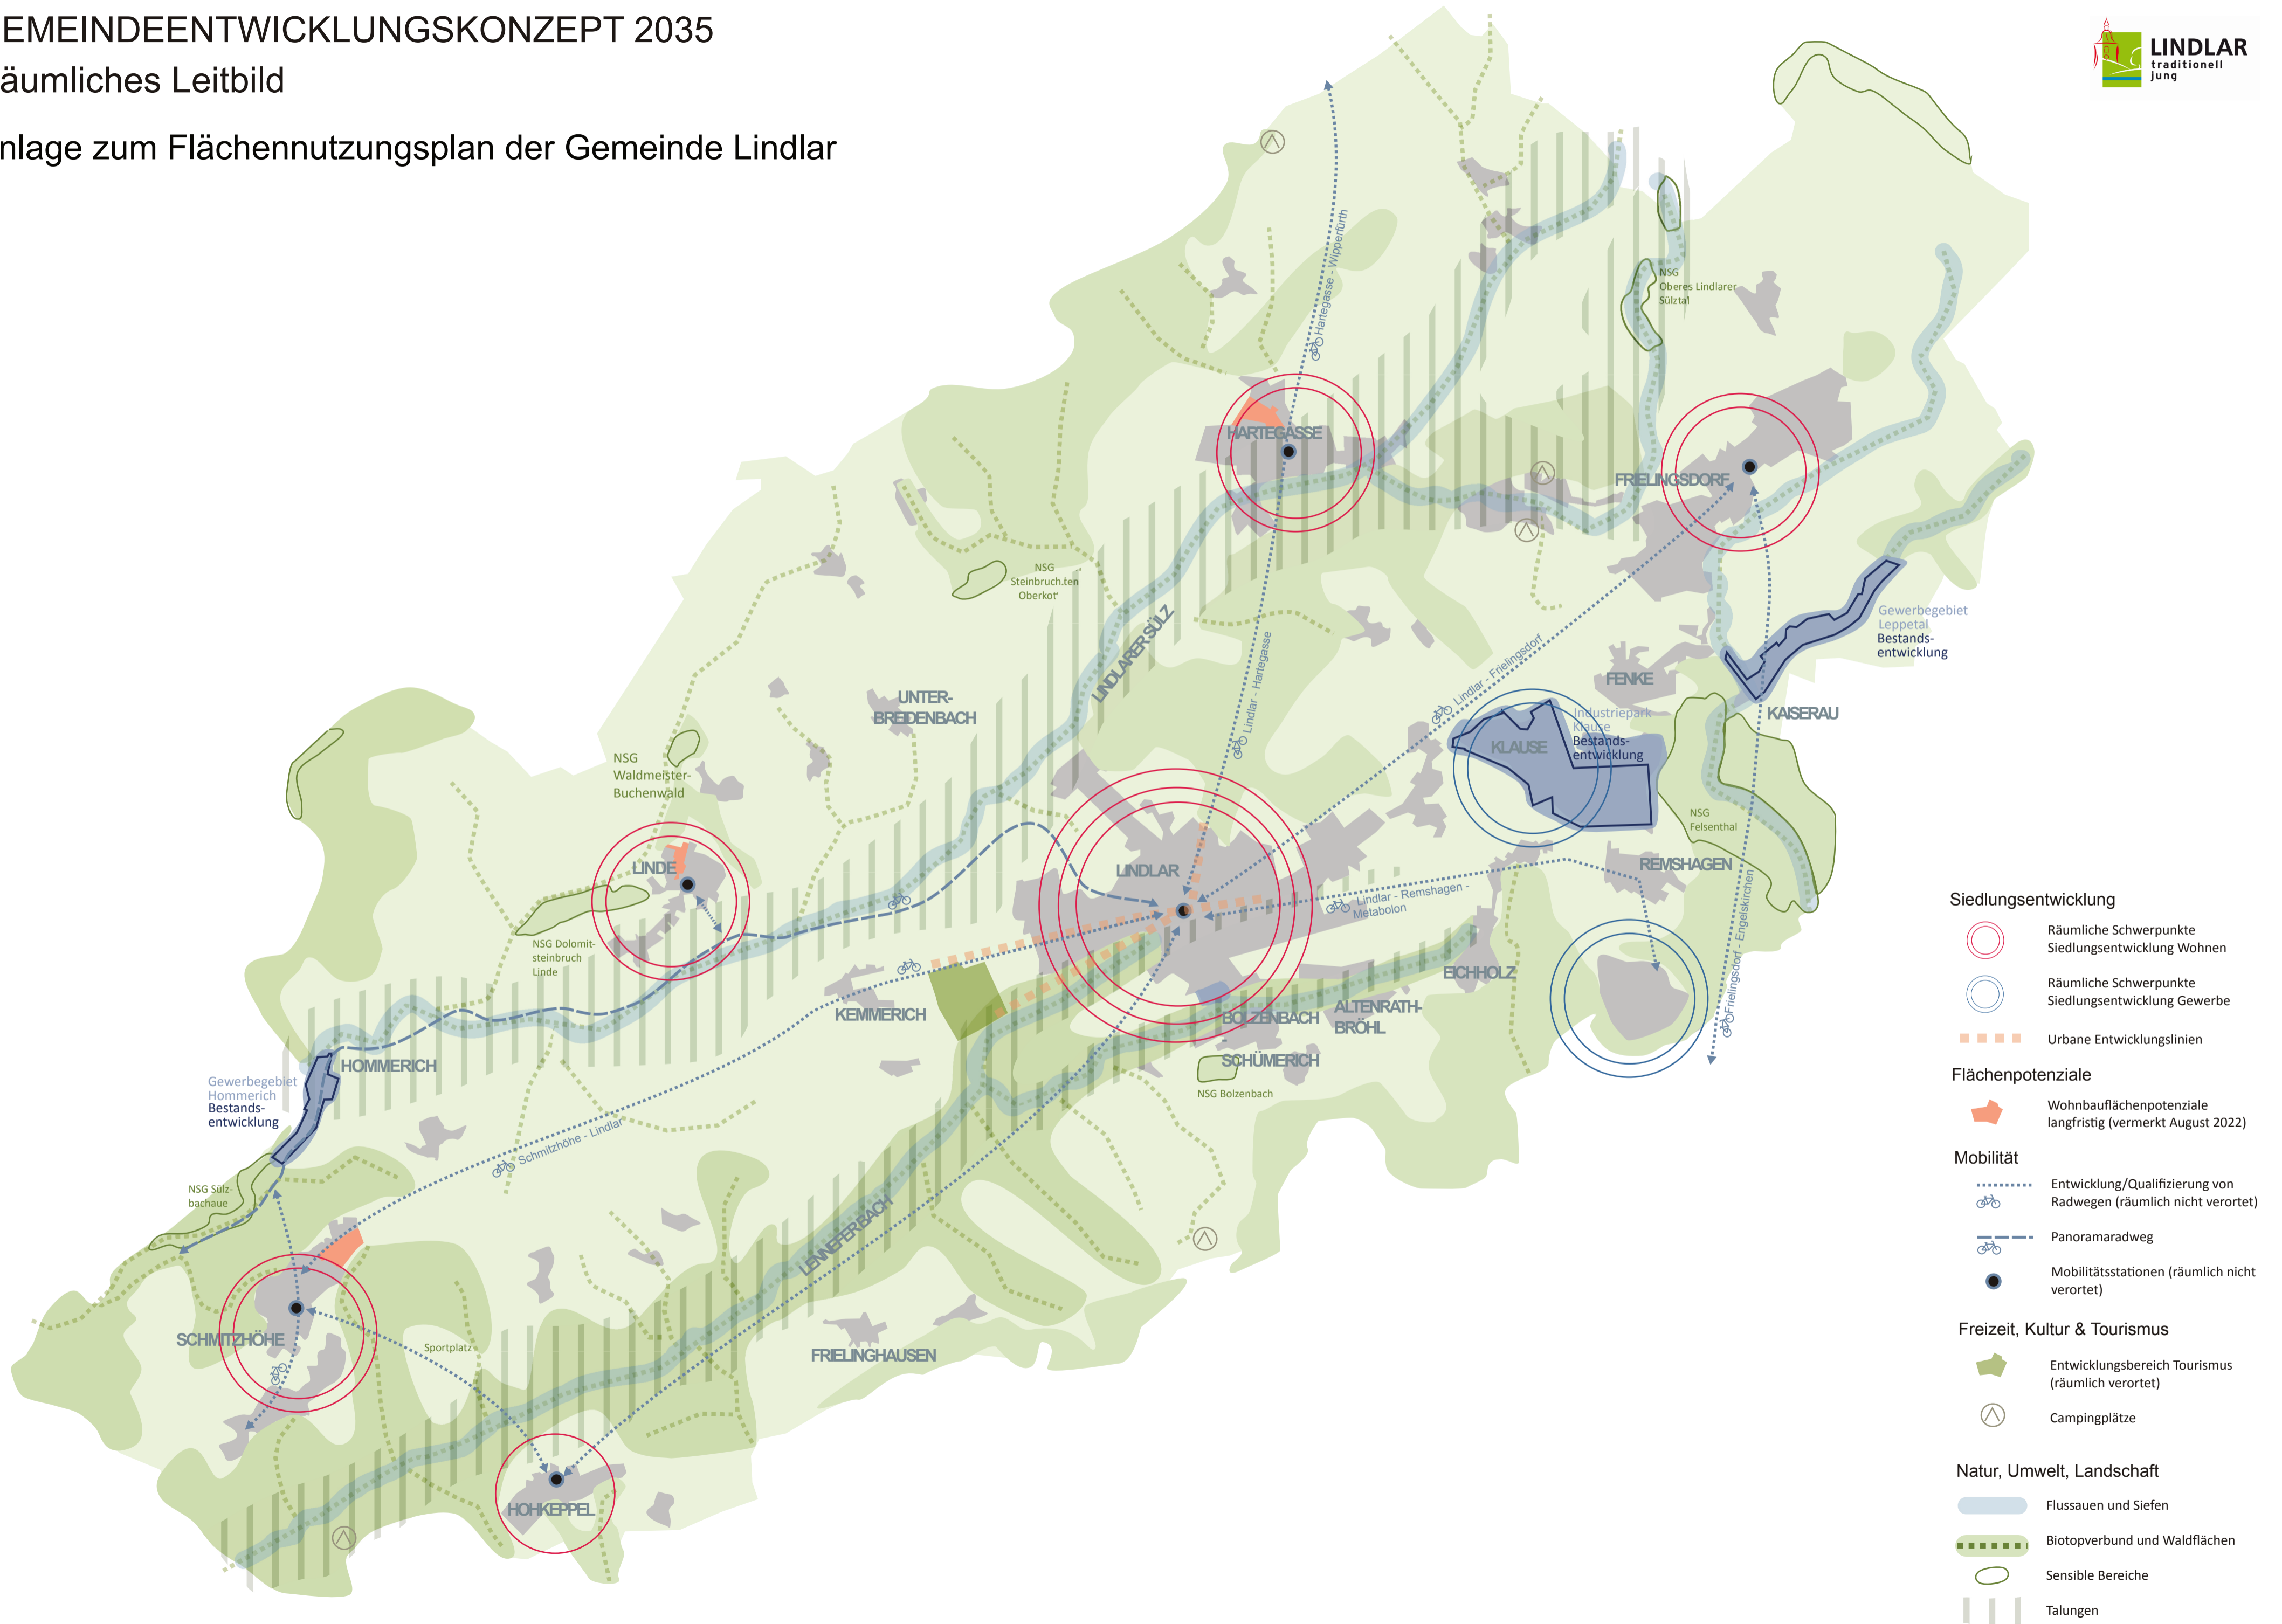 EMEINDEENTWICKLUNGSKONZEPT 2035
äumliches Leitbild
nlage zum Flächennutzungsplan der Gemeinde Lindlar
LINDLAR
traditionell
jung
Hartegasse - Wipperfürth
NSG
Oberes Lindlarer
Sülztal
HARTEGASSE
FRIELINGSDORF
NSG
Steinbruch.ten
Oberkot'
LINDLARER SÜLZ
Lindlar - Hartegasse
Lindlar - Frielingsdorf
Gewerbegebiet
Leppetal
Bestands-
entwicklung
FENKE
KAISERAU
UNTER-
BREIDENBACH
Industriepark
Klause
Bestands-
entwicklung
KLAUSE
NSG
Waldmeister-
Buchenwald
NSG
Felsenthal
LINDE
LINDLAR
REMSHAGEN
Lindlar - Remshagen -
Metabolon
Frielingsdorf - Engelskirchen
NSG Dolomit-
steinbruch
Linde
EICHHOLZ
KEMMERICH
BOLZENBACH
-
SCHÜMERICH
ALTENRATH-
BRÖHL
NSG Bolzenbach
HOMMERICH
Gewerbegebiet
Hommerich
Bestands-
entwicklung
Schmitzhöhe - Lindlar
NSG Sülz-
bachaue
LENNEFER BACH
SCHMITZHÖHE
Sportplatz
FRIELINGHAUSEN
HOHKEPPEL
Siedlungsentwicklung
Räumliche Schwerpunkte
Siedlungsentwicklung Wohnen
Räumliche Schwerpunkte
Siedlungsentwicklung Gewerbe
Urbane Entwicklungslinien
Flächenpotenziale
Wohnbauflächenpotenziale
langfristig (vermerkt August 2022)
Mobilität
Entwicklung/Qualifizierung von
Radwegen (räumlich nicht verortet)
Panoramaradweg
Mobilitätsstationen (räumlich nicht
verortet)
Freizeit, Kultur & Tourismus
Entwicklungsbereich Tourismus
(räumlich verortet)
Campingplätze
Natur, Umwelt, Landschaft
Flussauen und Siefen
Biotopverbund und Waldflächen
Sensible Bereiche
Talungen